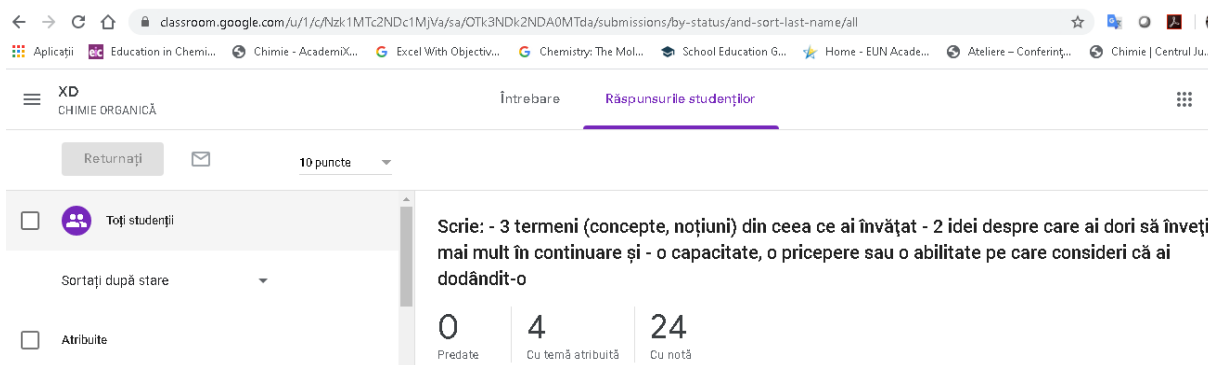 classroom.google.com/u/1/c/Nzk1MTc2NDc1MjVa/sa/OTk3NDk2NDA0MTda/submissions/by-status/and-sort-last-name/all
Aplicații Education in Chemi... Chimie - AcademiX... Excel With Objectiv... Chemistry: The Mol... School Education G... Home - EUN Acade... Ateliere – Conferinț... Chimie | Centrul Ju...
XD
CHIMIE ORGANICĂ
Întrebare Răspunsurile studenților
Returnați 10 puncte
Toți studenții
Scrie: - 3 termeni (concepte, noțiuni) din ceea ce ai învăţat - 2 idei despre care ai dori să înveţi
mai mult în continuare și - o capacitate, o pricepere sau o abilitate pe care consideri că ai
dodândit-o
Sortați după stare
Atribuite
0 4 24
Predate Cu temă atribuită Cu notă